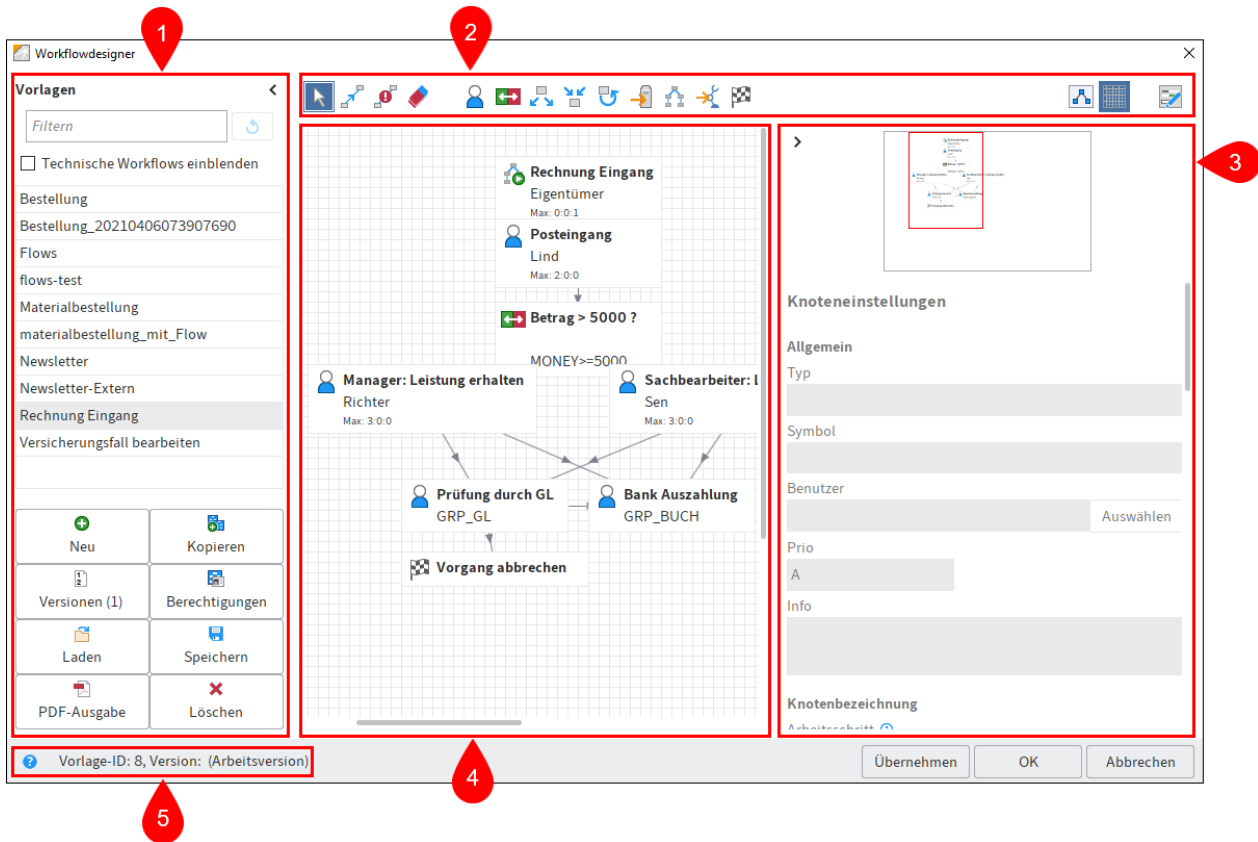 1
2
Workflowdesigner
Vorlagen
Filtern
Technische Workflows einblenden
Bestellung
Bestellung_20210406073907690
Flows
flows-test
Materialbestellung
materialbestellung_mit_Flow
Newsletter
Newsletter-Extern
Rechnung Eingang
Versicherungsfall bearbeiten
Neu
Kopieren
Versionen (1)
Berechtigungen
Laden
Speichern
PDF-Ausgabe
Löschen
Rechnung Eingang
Eigentümer
Max: 0:0:1
Posteingang
Lind
Max: 2:0:0
Betrag > 5000 ?
MONEY>=5000
Manager: Leistung erhalten
Richter
Max: 3:0:0
Sachbearbeiter: L
Sen
Max: 3:0:0
Prüfung durch GL
GRP_GL
Bank Auszahlung
GRP_BUCH
Vorgang abbrechen
3
Knoteneinstellungen
Allgemein
Typ
Symbol
Benutzer
Auswählen
Prio
A
Info
Knotenbezeichnung
Arbeitsschritt
Vorlage-ID: 8, Version: (Arbeitsversion)
Übernehmen
OK
Abbrechen
4
5